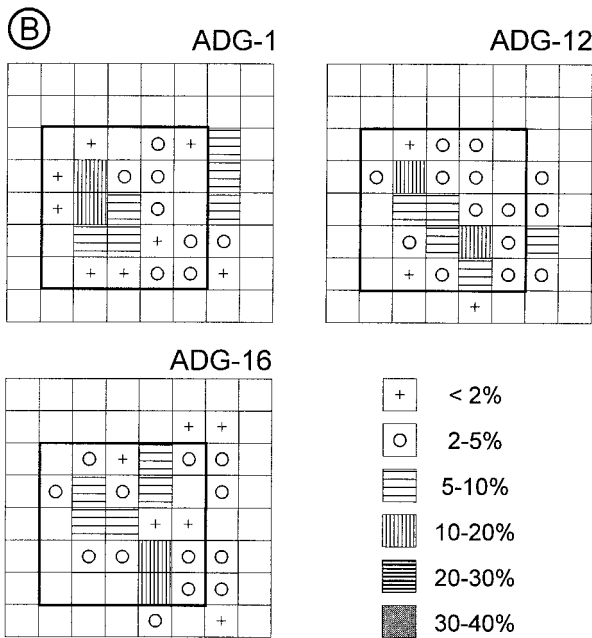 B
ADG-1
ADG-12
ADG-16
+ < 2%
o 2-5%
5-10%
10-20%
20-30%
30-40%